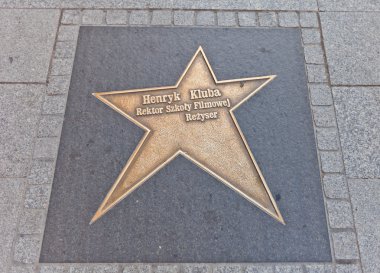 Henryk Kluba
Rektor Szkoły Filmowej
Reżyser